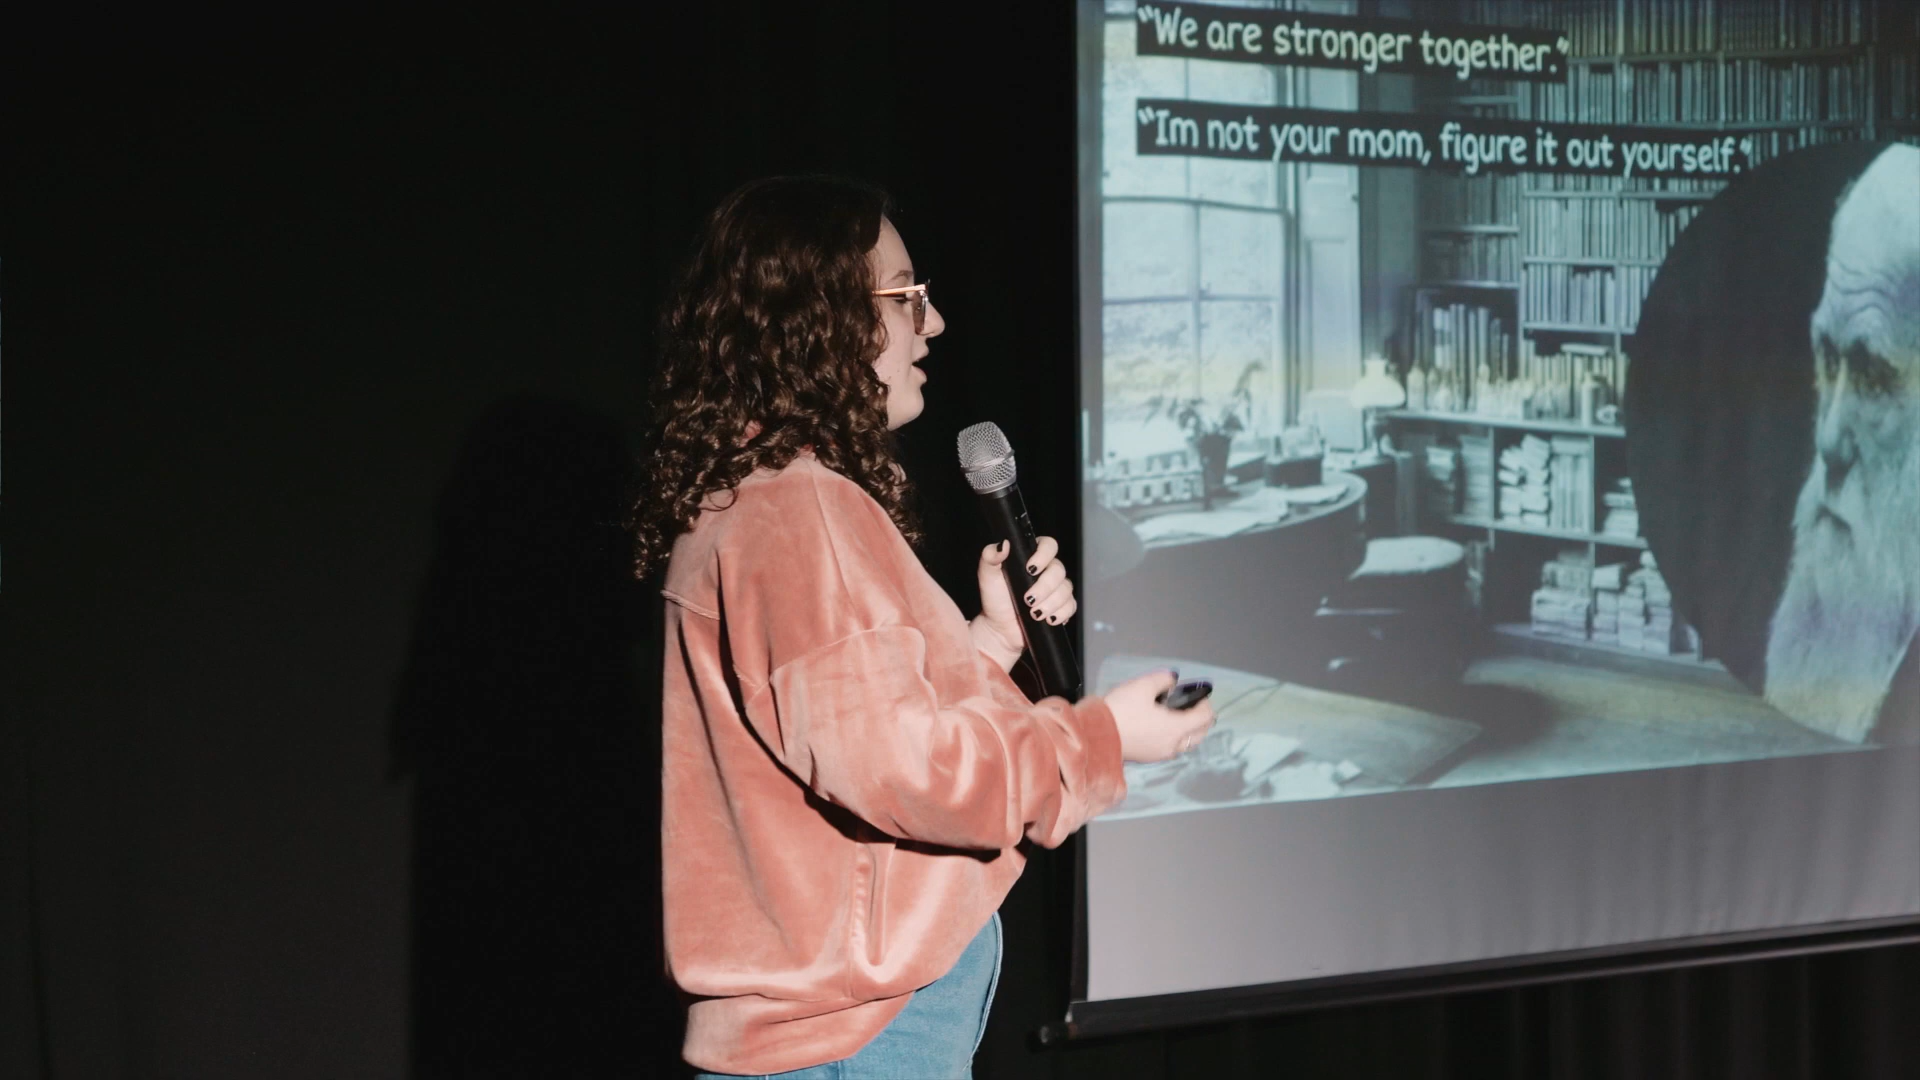 “We are stronger together.”
“Im not your mom, figure it out yourself.”